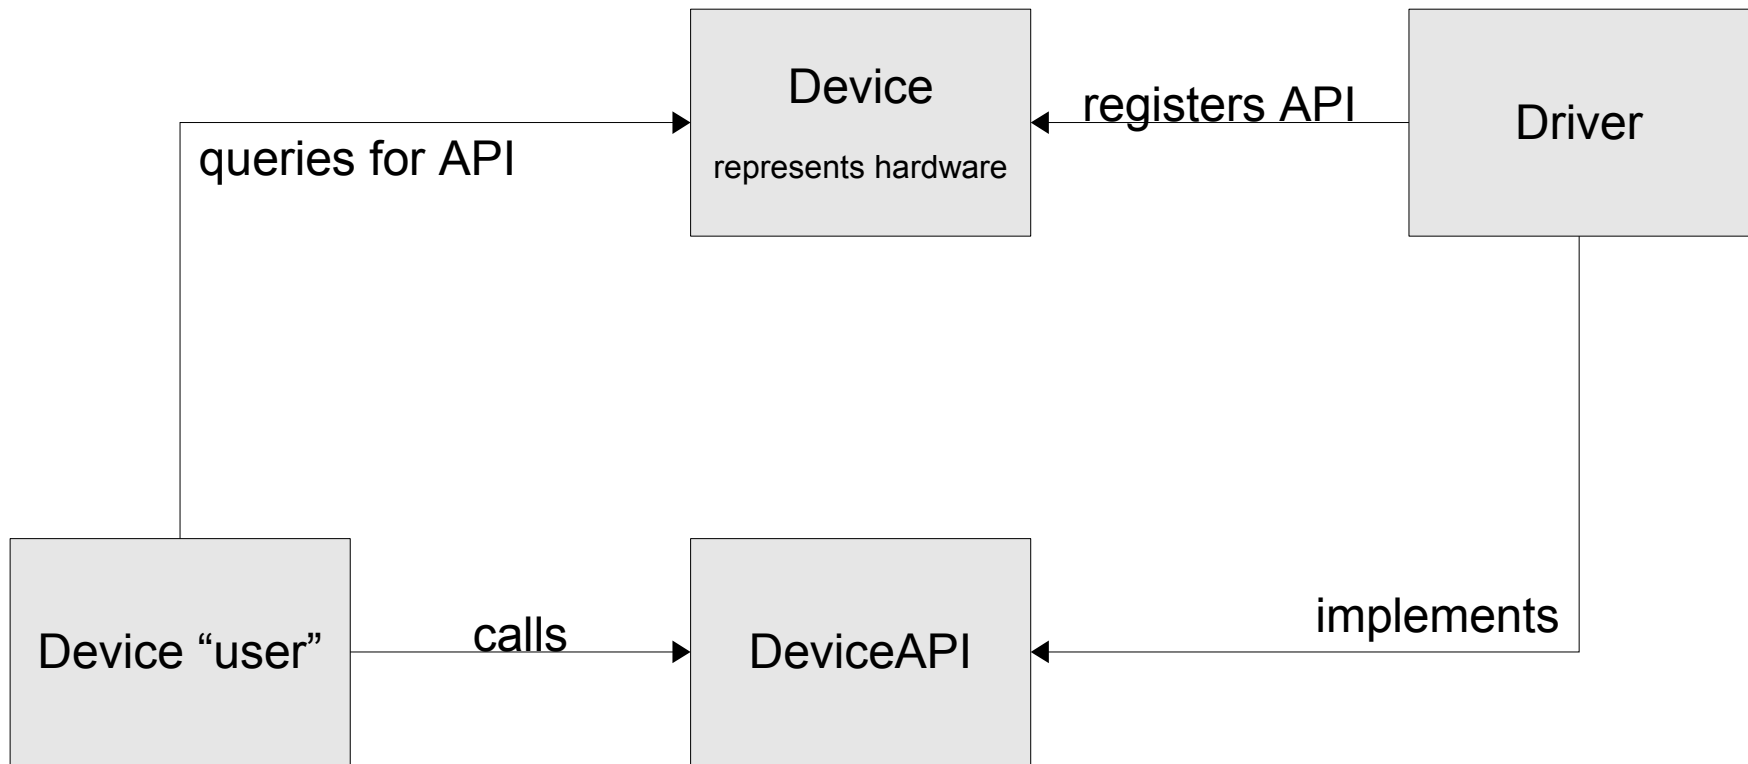 Device
registers API
Driver
queries for API
represents hardware
implements
Device “user”
calls
DeviceAPI